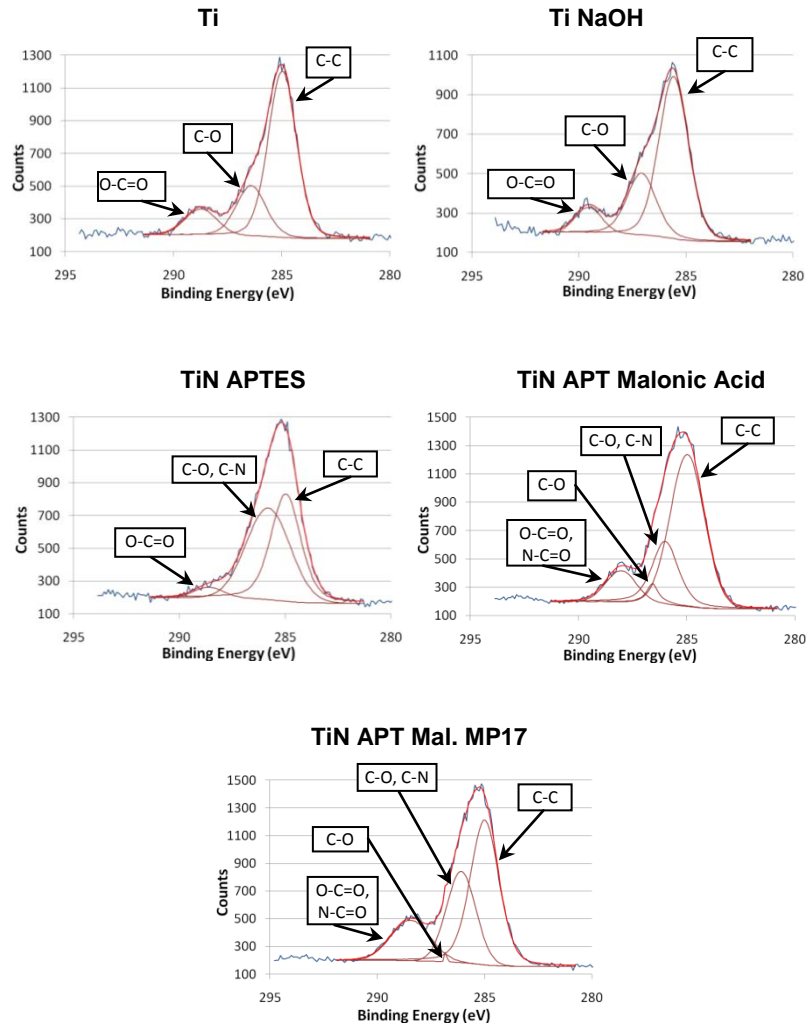 Ti
1300
1100
900
700
500
300
100
Counts
295
290
285
280
Binding Energy (eV)
C-C
C-O
O-C=O
Ti NaOH
1100
900
700
500
300
100
Counts
295
290
285
280
Binding Energy (eV)
C-C
C-O
O-C=O
TiN APTES
1300
1100
900
700
500
300
100
Counts
295
290
285
280
Binding Energy (eV)
C-O, C-N
C-C
O-C=O
TiN APT Malonic Acid
1500
1300
1100
900
700
500
300
100
Counts
295
290
285
280
Binding Energy (eV)
C-O, C-N
C-C
C-O
O-C=O,
N-C=O
TiN APT Mal. MP17
1500
1300
1100
900
700
500
300
100
Counts
295
290
285
280
Binding Energy (eV)
C-O, C-N
C-C
C-O
O-C=O,
N-C=O